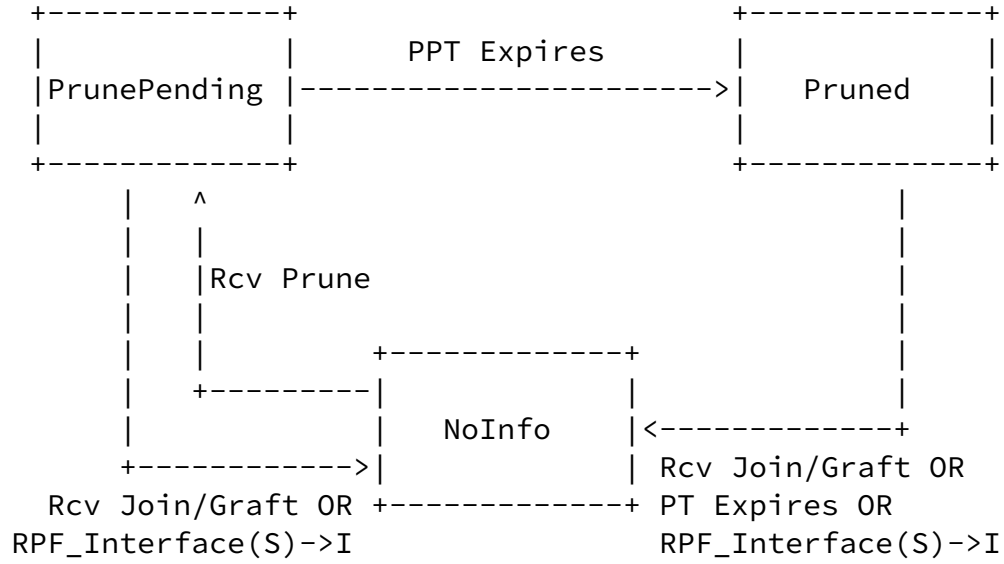 PPT Expires
PrunePending
Pruned
Rcv Prune
NoInfo
Rcv Join/Graft OR
PT Expires OR
RPF_Interface(S)->I
Rcv Join/Graft OR
RPF_Interface(S)->I